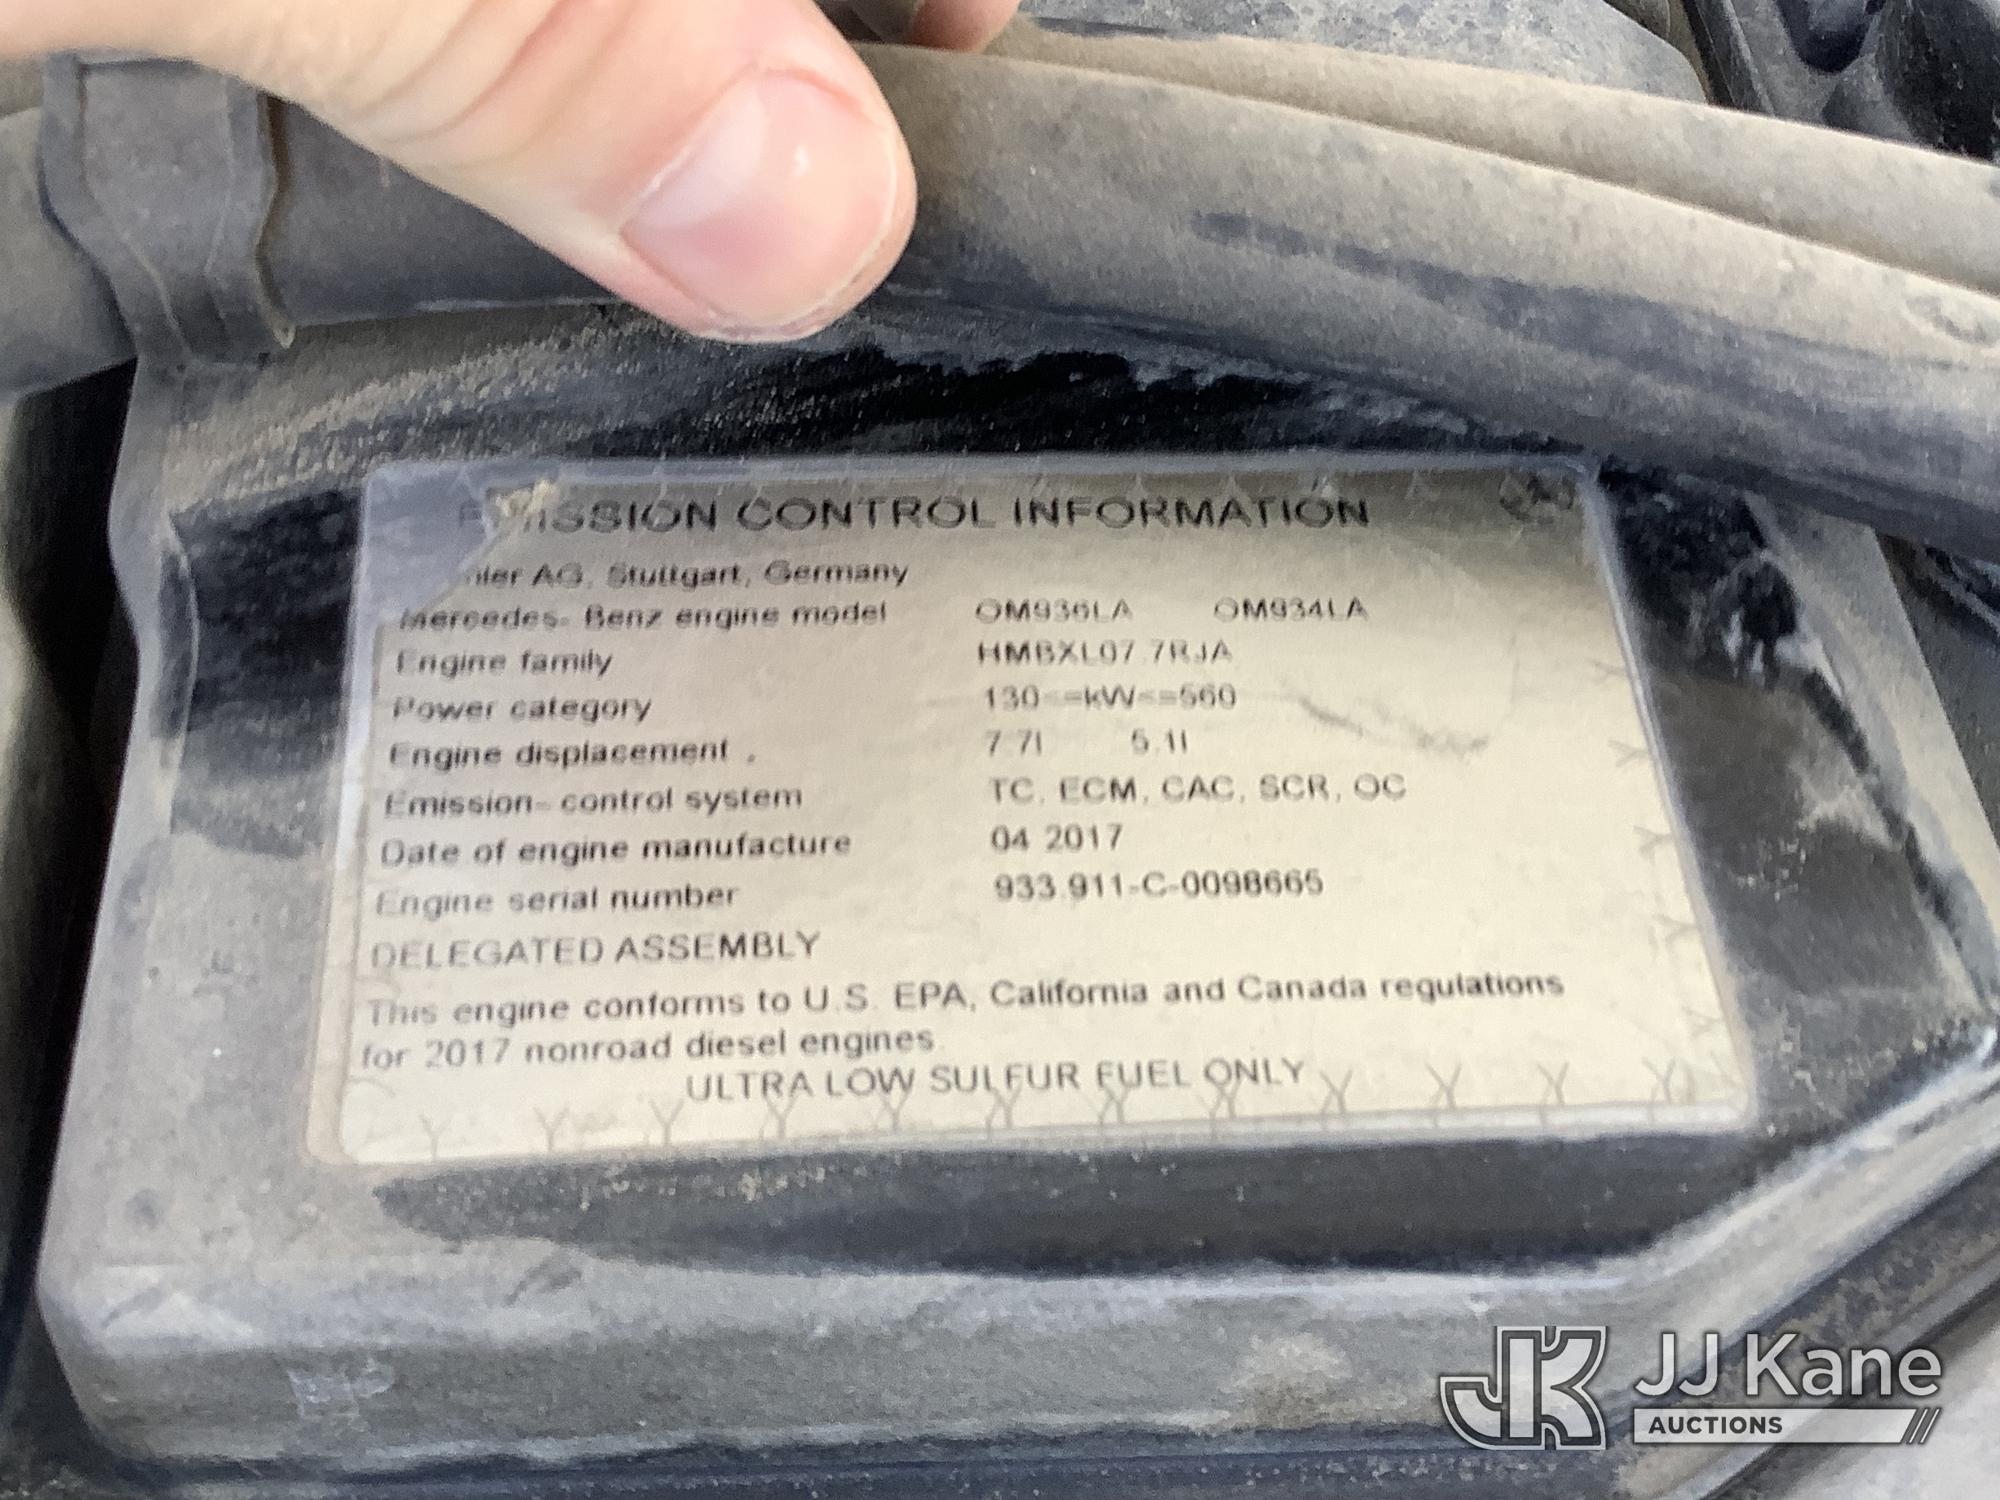 EMISSION CONTROL INFORMATION
AG, Stuttgart, Germany
Mercedes-Benz engine model OM936LA OM934LA
Engine family HMBXL07.7RJA
Power category 130<=kW<=560
Engine displacement 7.7l 5.1l
Emission-control system TC, ECM, CAC, SCR, OC
Date of engine manufacture 04 2017
Engine serial number 933.911-C-0098665
DELEGATED ASSEMBLY
This engine conforms to U.S. EPA, California and Canada regulations
for 2017 nonroad diesel engines.
ULTRA LOW SULFUR FUEL ONLY
JK JJ Kane
AUCTIONS